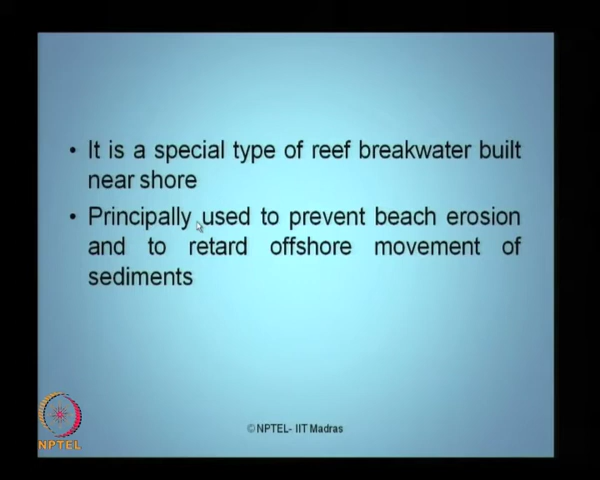 • It is a special type of reef breakwater built
near shore
• Principally used to prevent beach erosion
and to retard offshore movement of
sediments
NPTEL
©NPTEL- IIT Madras